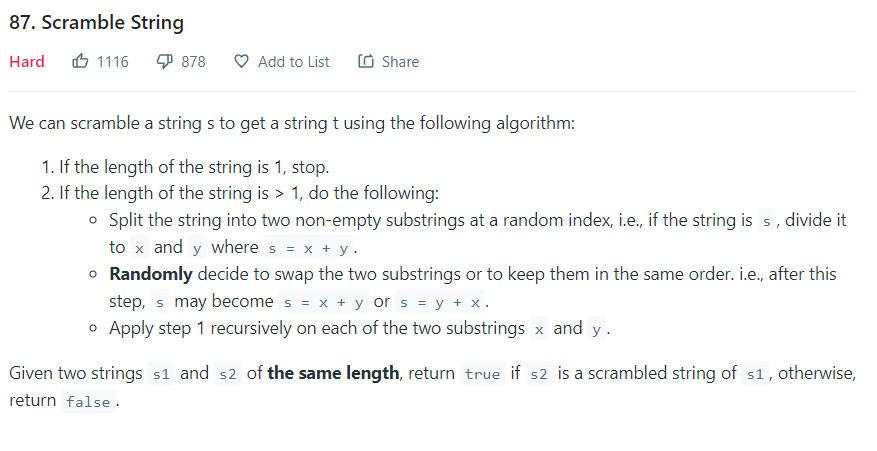 87. Scramble String
Hard 1116 878 Add to List Share
We can scramble a string s to get a string t using the following algorithm:
1. If the length of the string is 1, stop.
2. If the length of the string is > 1, do the following:
Split the string into two non-empty substrings at a random index, i.e., if the string is s , divide it
to x and y where s = x + y .
Randomly decide to swap the two substrings or to keep them in the same order. i.e., after this
step, s may become s = x + y or s = y + x .
Apply step 1 recursively on each of the two substrings x and y .
Given two strings s1 and s2 of the same length, return true if s2 is a scrambled string of s1 , otherwise,
return false .